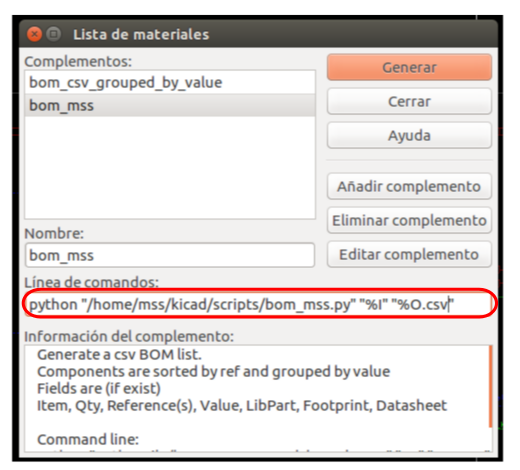 Lista de materiales
Complementos:
bom_csv_grouped_by_value
bom_mss
Generar
Cerrar
Ayuda
Añadir complemento
Eliminar complemento
Editar complemento
Nombre:
bom_mss
Línea de comandos:
python "/home/mss/kicad/scripts/bom_mss.py" "%I" "%O.csv"
Información del complemento:
Generate a csv BOM list.
Components are sorted by ref and grouped by value
Fields are (if exist)
Item, Qty, Reference(s), Value, LibPart, Footprint, Datasheet
Command line: